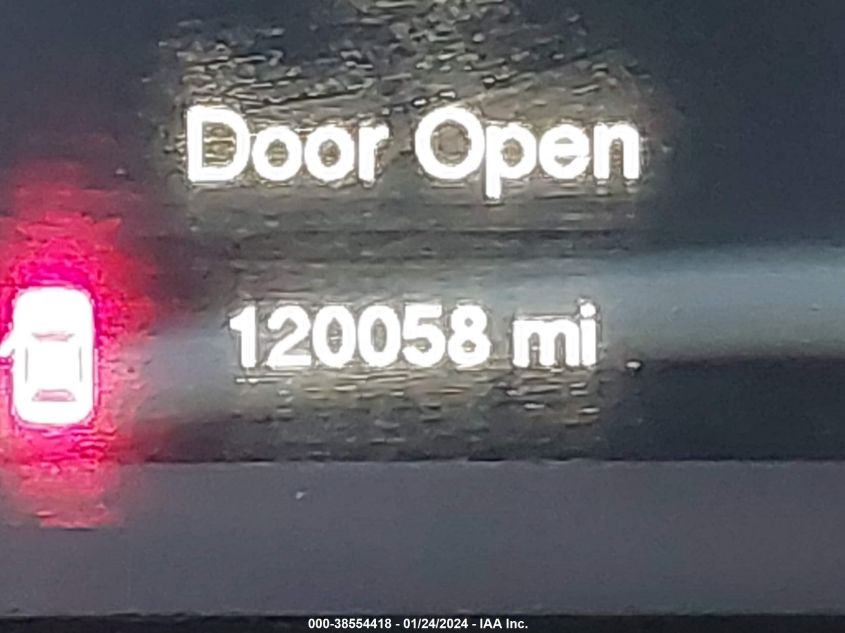 Door Open
120058 mi
000-38554418 - 01/24/2024 - IAA Inc.